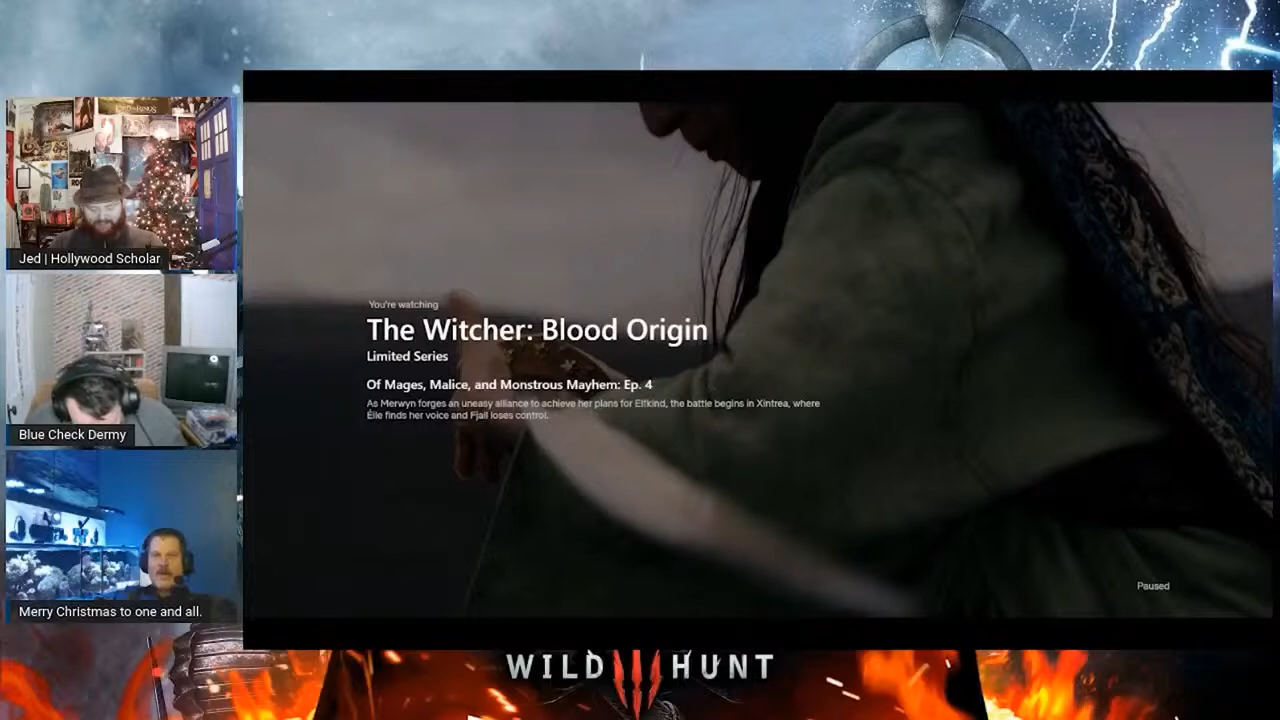 Jed | Hollywood Scholar
Blue Check Dermy
Merry Christmas to one and all.
You're watching
The Witcher: Blood Origin
Limited Series
Of Mages, Malice, and Monstrous Mayhem: Ep. 4
As Merwyn forges an uneasy alliance to achieve her plans for Elfkind, the battle begins in Xintrea, where
Éile finds her voice and Fjall loses control.
Paused
WILD HUNT